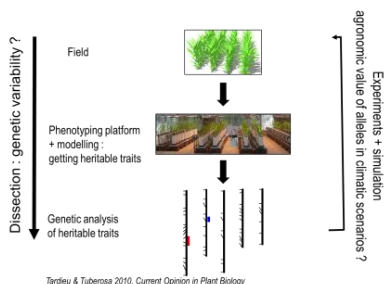 Dissection : genetic variability ?
Field
Phenotyping platform
+ modelling :
getting heritable traits
Genetic analysis
of heritable traits
Experiments + simulation
agronomic value of alleles in climatic scenarios ?
Tardieu & Tuberosa 2010, Current Opinion in Plant Biology